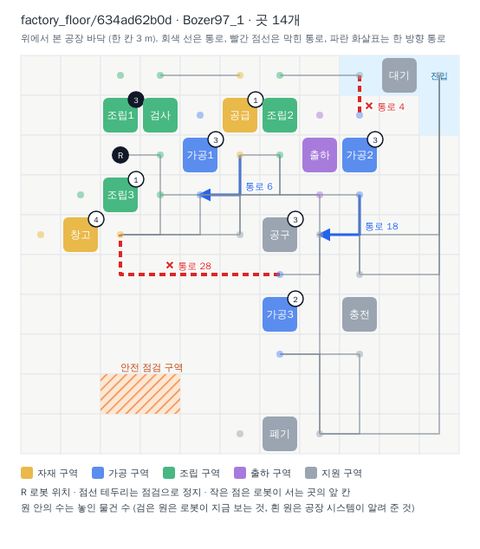 factory_floor/634ad62b0d · Bozer97_1 · 곳 14개
위에서 본 공장 바닥 (한 칸 3 m). 회색 선은 통로, 빨간 점선은 막힌 통로, 파란 화살표는 한 방향 통로
대기
진입
✕ 통로 4
3
1
조립1
검사
공급
조립2
R
3
3
가공1
출하
가공2
통로 6
1
조립3
4
3
창고
공구
통로 18
✕ 통로 28
2
가공3
충전
안전 점검 구역
폐기
자재 구역
가공 구역
조립 구역
출하 구역
지원 구역
R 로봇 위치 · 점선 테두리는 점검으로 정지 · 작은 점은 로봇이 서는 곳의 앞 칸
원 안의 수는 놓인 물건 수 (검은 원은 로봇이 지금 보는 것, 흰 원은 공장 시스템이 알려 준 것)